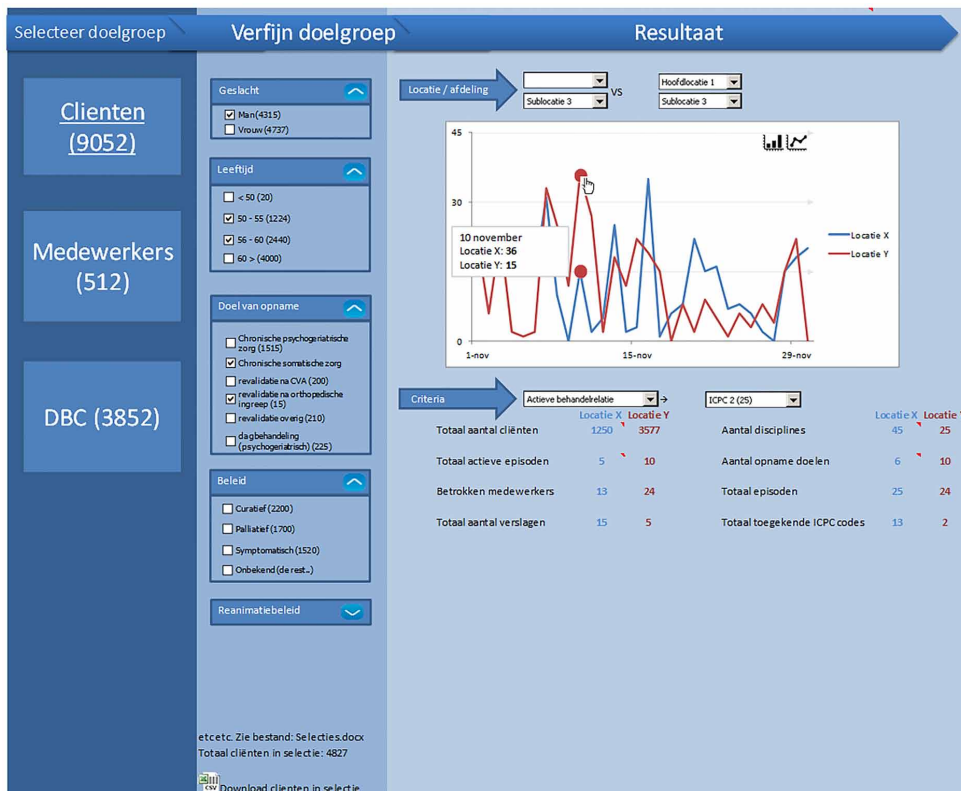 Selecteer doelgroep
Verfijn doelgroep
Resultaat
Clienten
(9052)
Medewerkers
(512)
DBC (3852)
Geslacht
Man(4315)
Vrouw(4737)
Leeftijd
< 50 (20)
50 - 55 (1224)
56 - 60 (2440)
60 > (4000)
Doel van opname
Chronische psychogeriatrische
zorg (1515)
Chronische somatische zorg
revalidatie na CVA (200)
revalidatie na orthopedische
ingreep (15)
revalidatie overig (210)
dagbehandeling
(psychogeriatrisch) (225)
Beleid
Curatief (2200)
Palliatief (1700)
Symptomatisch (1520)
Onbekend (de rest..)
Reanimatiebeleid
etcetc. Zie bestand: Selecties.docx
Totaal cliënten in selectie: 4827
CSV
Download clienten in selectie
Locatie / afdeling
Sublocatie 3
VS
Hoofdlocatie 1
Sublocatie 3
45
30
15
0
1-nov
15-nov
29-nov
10 november
Locatie X: 36
Locatie Y: 15
Locatie X
Locatie Y
Criteria
Actieve behandelrelatie
→
ICPC 2 (25)
Locatie X Locatie Y
Totaal aantal cliënten 1250 3577
Totaal actieve episoden 5 10
Betrokken medewerkers 13 24
Totaal aantal verslagen 15 5
Locatie X Locatie Y
Aantal disciplines 45 25
Aantal opname doelen 6 10
Totaal episoden 25 24
Totaal toegekende ICPC codes 13 2